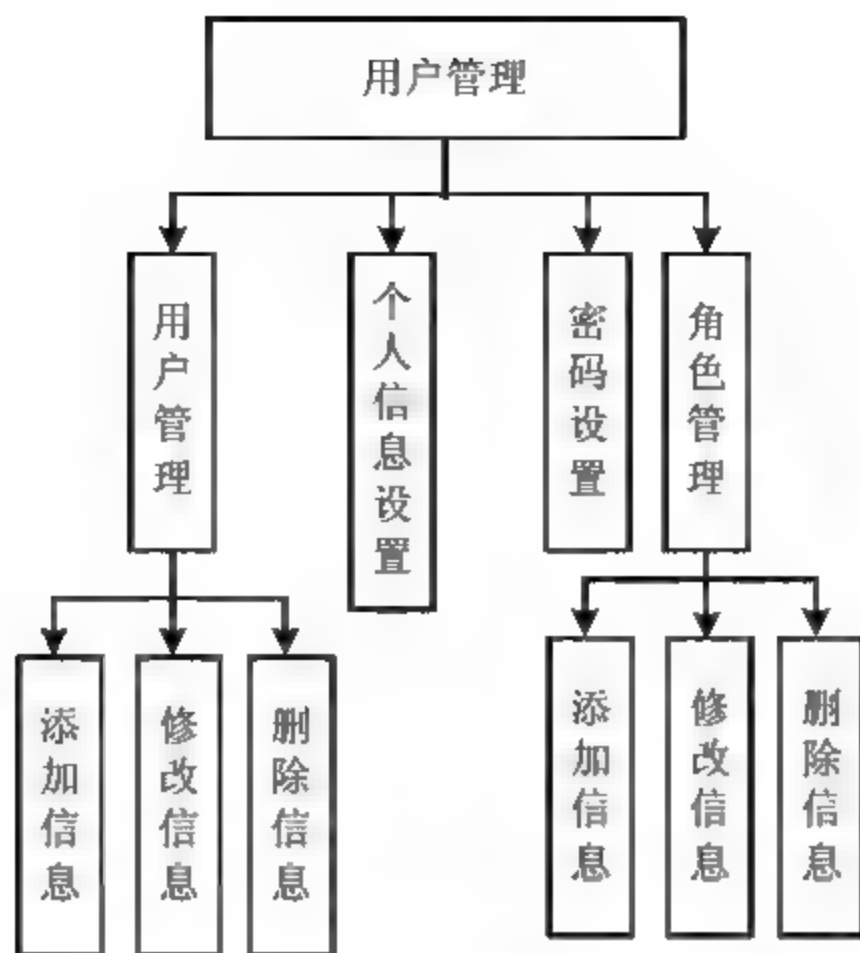 用户管理
用户管理
个人信息设置
密码设置
角色管理
添加信息
修改信息
删除信息
添加信息
修改信息
删除信息